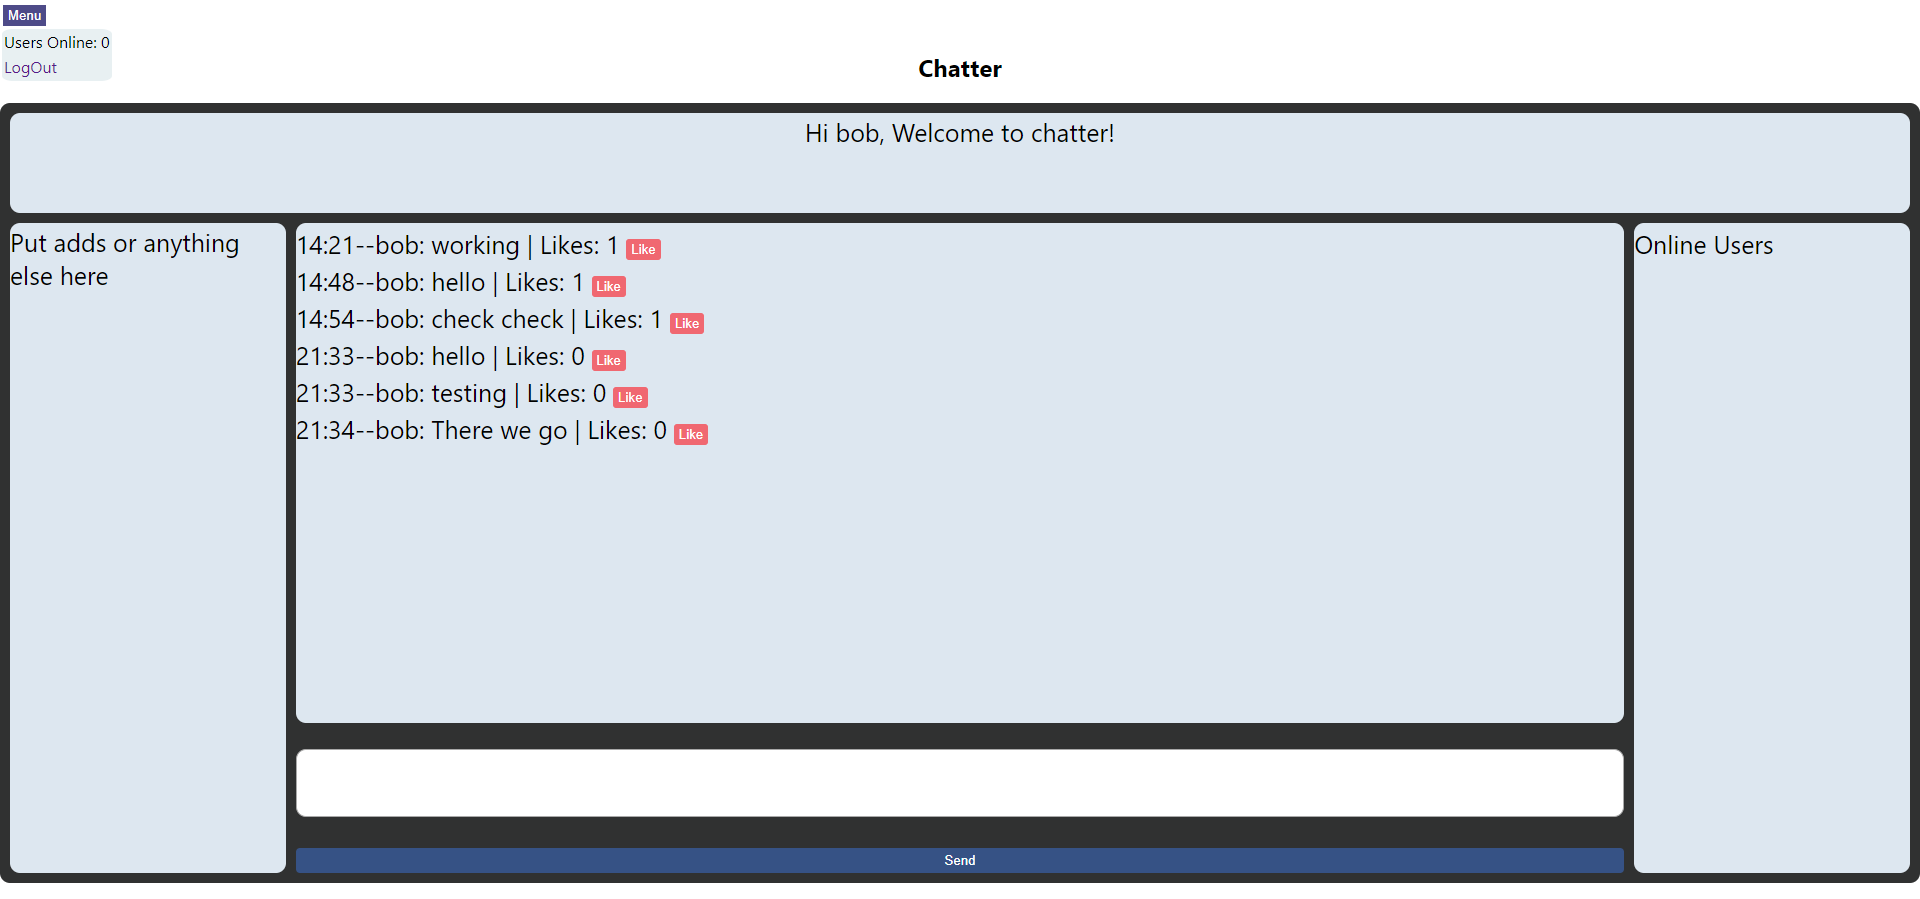 Menu
Users Online: 0
LogOut
Chatter
Hi bob, Welcome to chatter!
Put adds or anything
else here
14:21--bob: working | Likes: 1 Like
14:48--bob: hello | Likes: 1 Like
14:54--bob: check check | Likes: 1 Like
21:33--bob: hello | Likes: 0 Like
21:33--bob: testing | Likes: 0 Like
21:34--bob: There we go | Likes: 0 Like
Send
Online Users